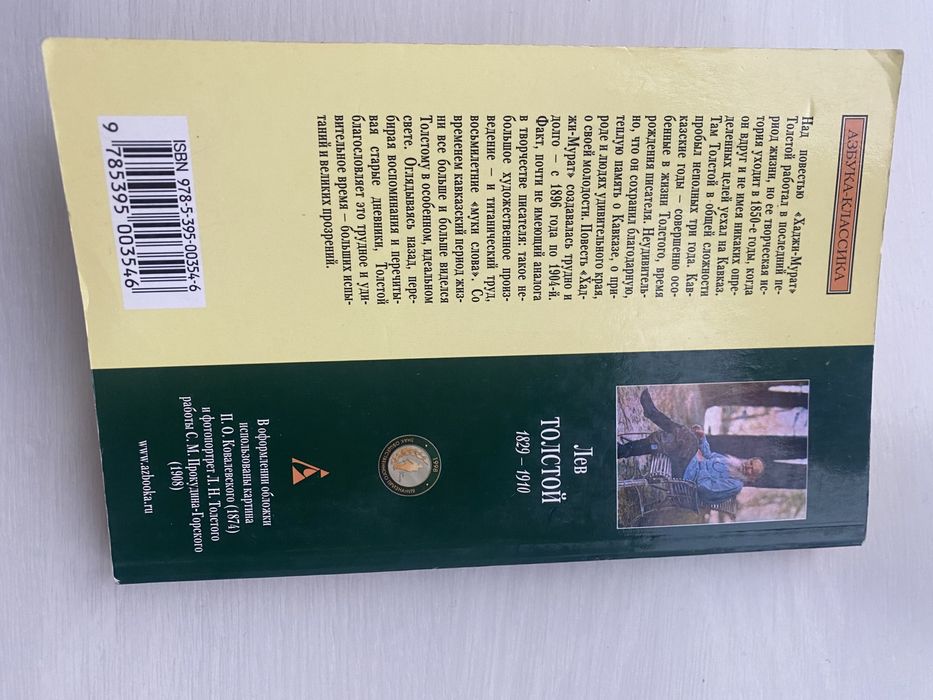 АЗБУКА-КЛАССИКА
Над повестью «Хаджи-Мурат»
Толстой работал в последний пе-
риод жизни, но ее творческая ис-
тория уходит в 1850-е годы, когда
он вдруг и не имея никаких опре-
деленных целей уехал на Кавказ.
Там Толстой в общей сложности
пробыл неполных три года. Кав-
казские годы — совершенно осо-
бенные в жизни Толстого, время
рождения писателя. Неудивитель-
но, что он сохранил благодарную,
теплую память о Кавказе, о при-
роде и людях удивительного края,
о своей молодости. Повесть «Хад-
жи-Мурат» создавалась трудно и
долго — с 1896 года по 1904-й.
Факт, почти не имеющий аналога
в творчестве писателя: такое не-
большое художественное произ-
ведение — и титанический труд,
восьмилетние «муки слова». Со
временем кавказский период жиз-
ни все больше и больше виделся
Толстому в особенном, идеальном
свете. Оглядываясь назад, пере-
бирая воспоминания и перечиты-
вая старые дневники, Толстой
благословляет это трудное и уди-
вительное время — больших испы-
таний и великих прозрений.
ISBN 978-5-395-00354-6
9 785395 003546
Лев
ТОЛСТОЙ
1829 – 1910
В оформлении обложки
использованы картина
П. О. Ковалевского (1874)
и фотопортрет Л. Н. Толстого
работы С. М. Прокудина-Горского
(1908)
www.azbooka.ru